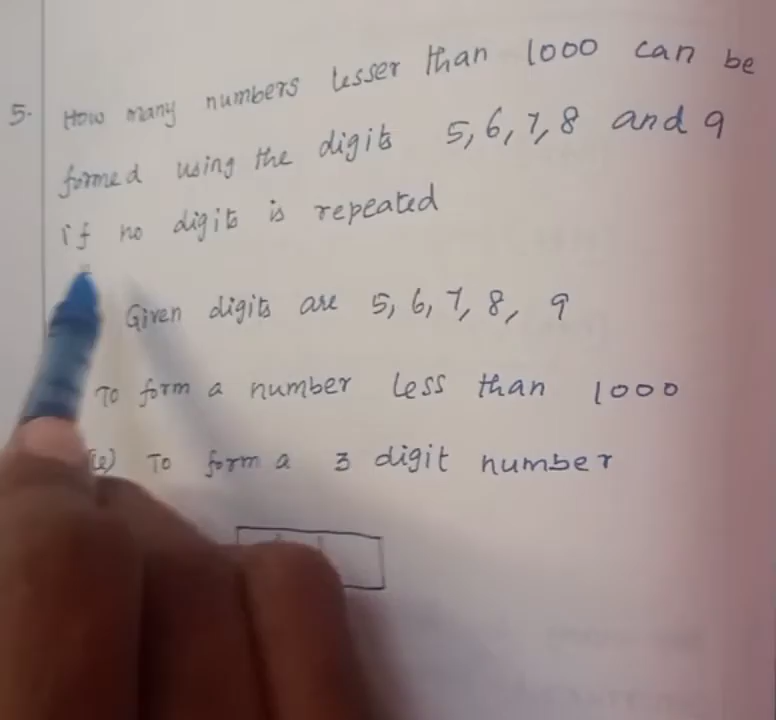 5. How many numbers lesser than 1000 can be
formed using the digits 5, 6, 7, 8 and 9
if no digit is repeated
Given digits are 5, 6, 7, 8, 9
To form a number less than 1000
To form a 3 digit number